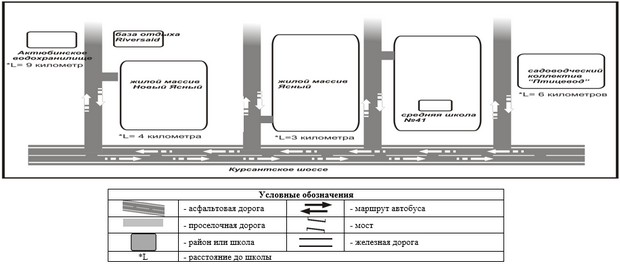 Актюбинское
водохранилище
*L= 9 километр
база отдыха
Riversaid
жилой массив
Новый Ясный
*L= 4 километра
жилой массив
Ясный
*L=3 километра
средняя школа
№41
садоводческий
коллектив
"Птицевод"
*L= 6 километров
Курсантское шоссе
Условные обозначения
- асфальтовая дорога
- маршрут автобуса
- проселочная дорога
- мост
- район или школа
- железная дорога
*L
- расстояние до школы